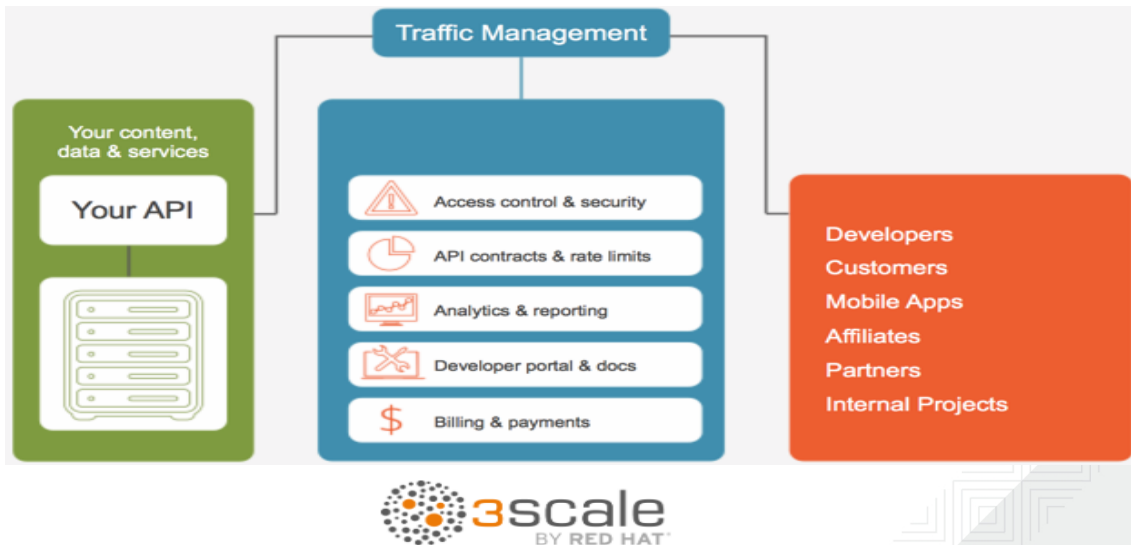 Traffic Management
Your content,
data & services
Your API
Access control & security
API contracts & rate limits
Analytics & reporting
Developer portal & docs
$ Billing & payments
Developers
Customers
Mobile Apps
Affiliates
Partners
Internal Projects
3scale
BY RED HAT®